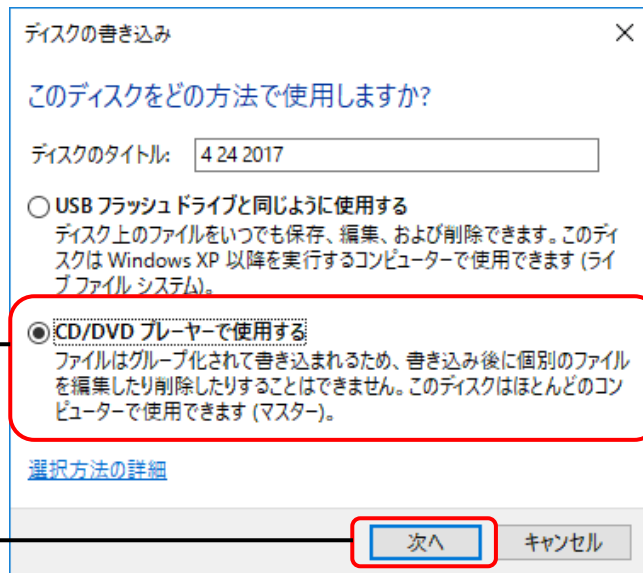 ディスクの書き込み
このディスクをどの方法で使用しますか?
ディスクのタイトル: 4 24 2017
USB フラッシュ ドライブと同じように使用する
ディスク上のファイルをいつでも保存、編集、および削除できます。このディ
スクは Windows XP 以降を実行するコンピューターで使用できます (ライ
ブ ファイル システム)。
CD/DVD プレーヤーで使用する
ファイルはグループ化されて書き込まれるため、書き込み後に個別のファイル
を編集したり削除したりすることはできません。このディスクはほとんどのコン
ピューターで使用できます (マスター)。
選択方法の詳細
次へ キャンセル